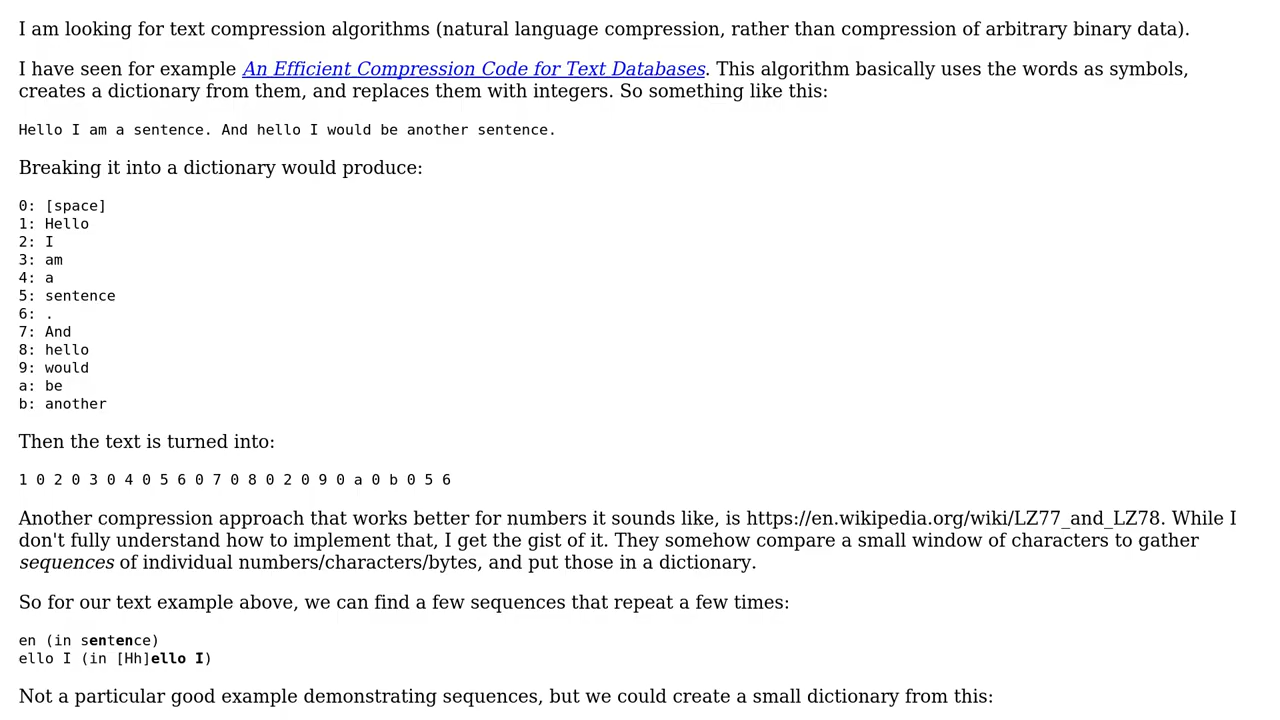 I am looking for text compression algorithms (natural language compression, rather than compression of arbitrary binary data).
I have seen for example An Efficient Compression Code for Text Databases. This algorithm basically uses the words as symbols,
creates a dictionary from them, and replaces them with integers. So something like this:
Hello I am a sentence. And hello I would be another sentence.
Breaking it into a dictionary would produce:
0: [space]
1: Hello
2: I
3: am
4: a
5: sentence
6: .
7: And
8: hello
9: would
a: be
b: another
Then the text is turned into:
1 0 2 0 3 0 4 0 5 6 0 7 0 8 0 2 0 9 0 a 0 b 0 5 6
Another compression approach that works better for numbers it sounds like, is https://en.wikipedia.org/wiki/LZ77_and_LZ78. While I
don't fully understand how to implement that, I get the gist of it. They somehow compare a small window of characters to gather
sequences of individual numbers/characters/bytes, and put those in a dictionary.
So for our text example above, we can find a few sequences that repeat a few times:
en (in sentence)
ello I (in [Hh]ello I)
Not a particular good example demonstrating sequences, but we could create a small dictionary from this: